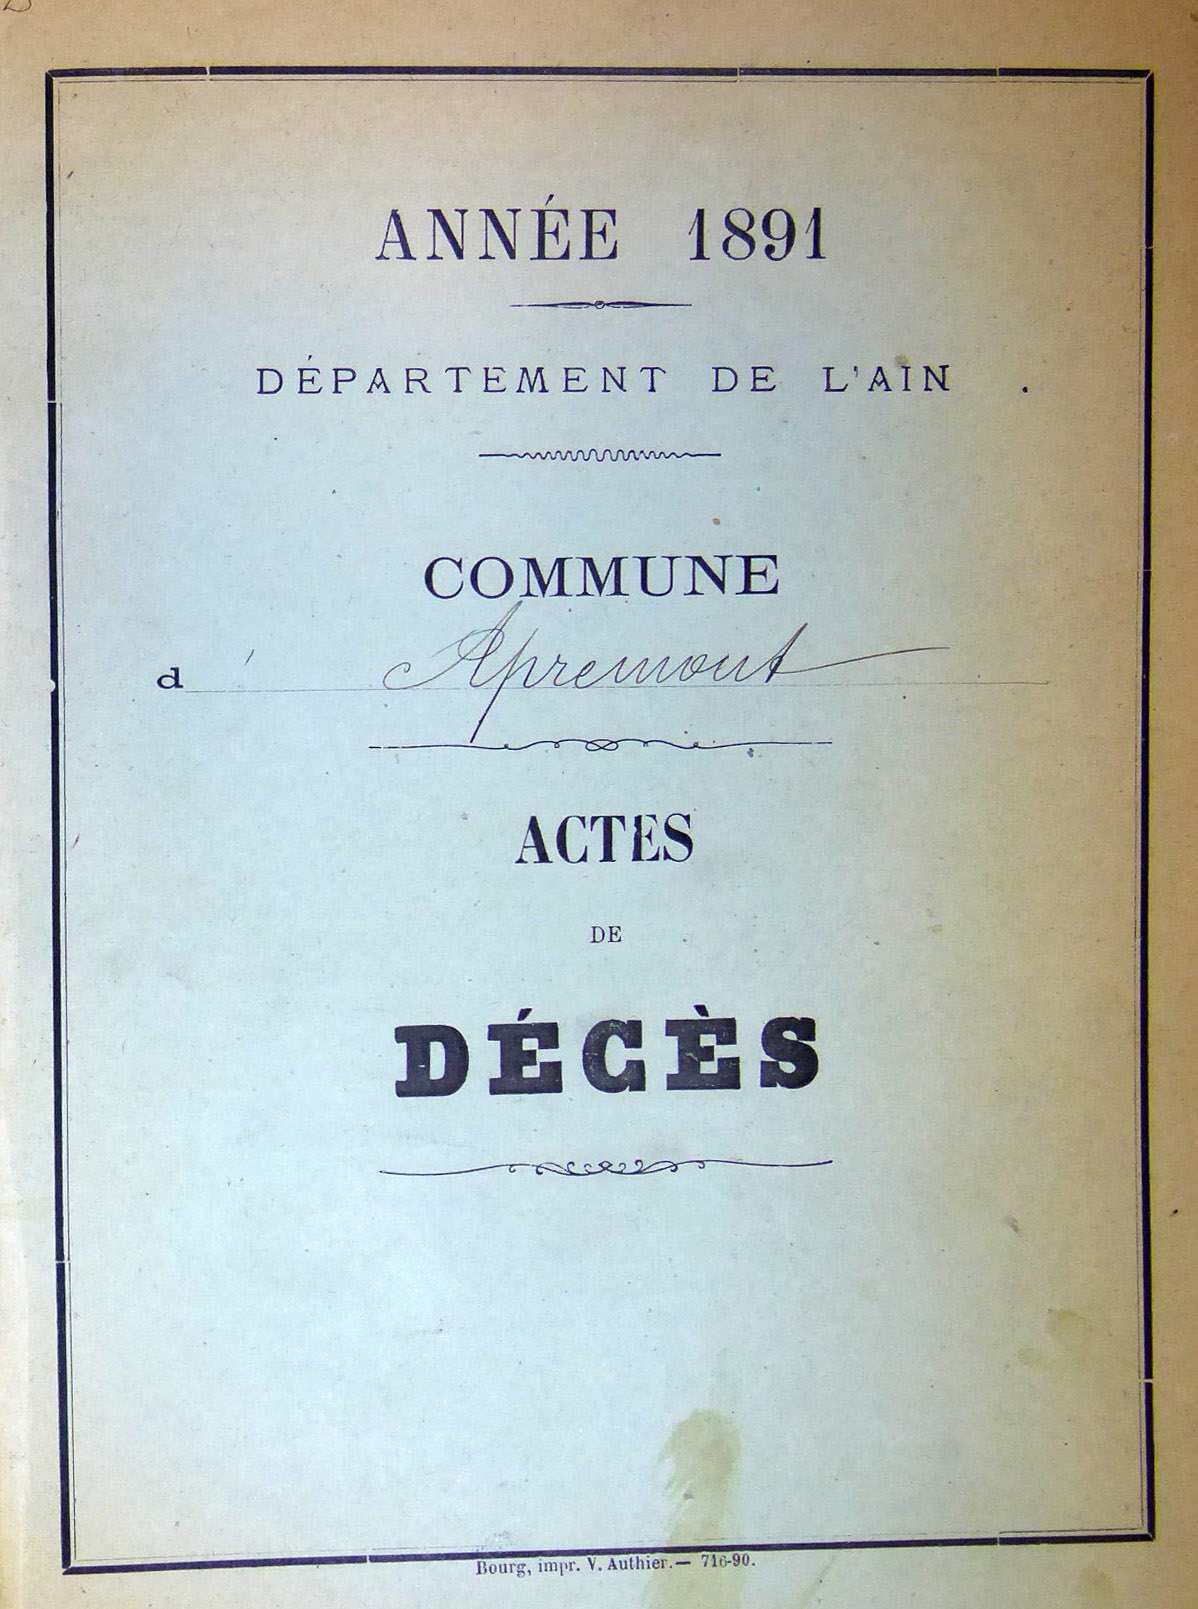 ANNÉE 1891
DÉPARTEMENT DE L'AIN .
COMMUNE
d' Apremont
ACTES
DE
DÉCÈS
Bourg, impr. V. Authier.— 716-90.